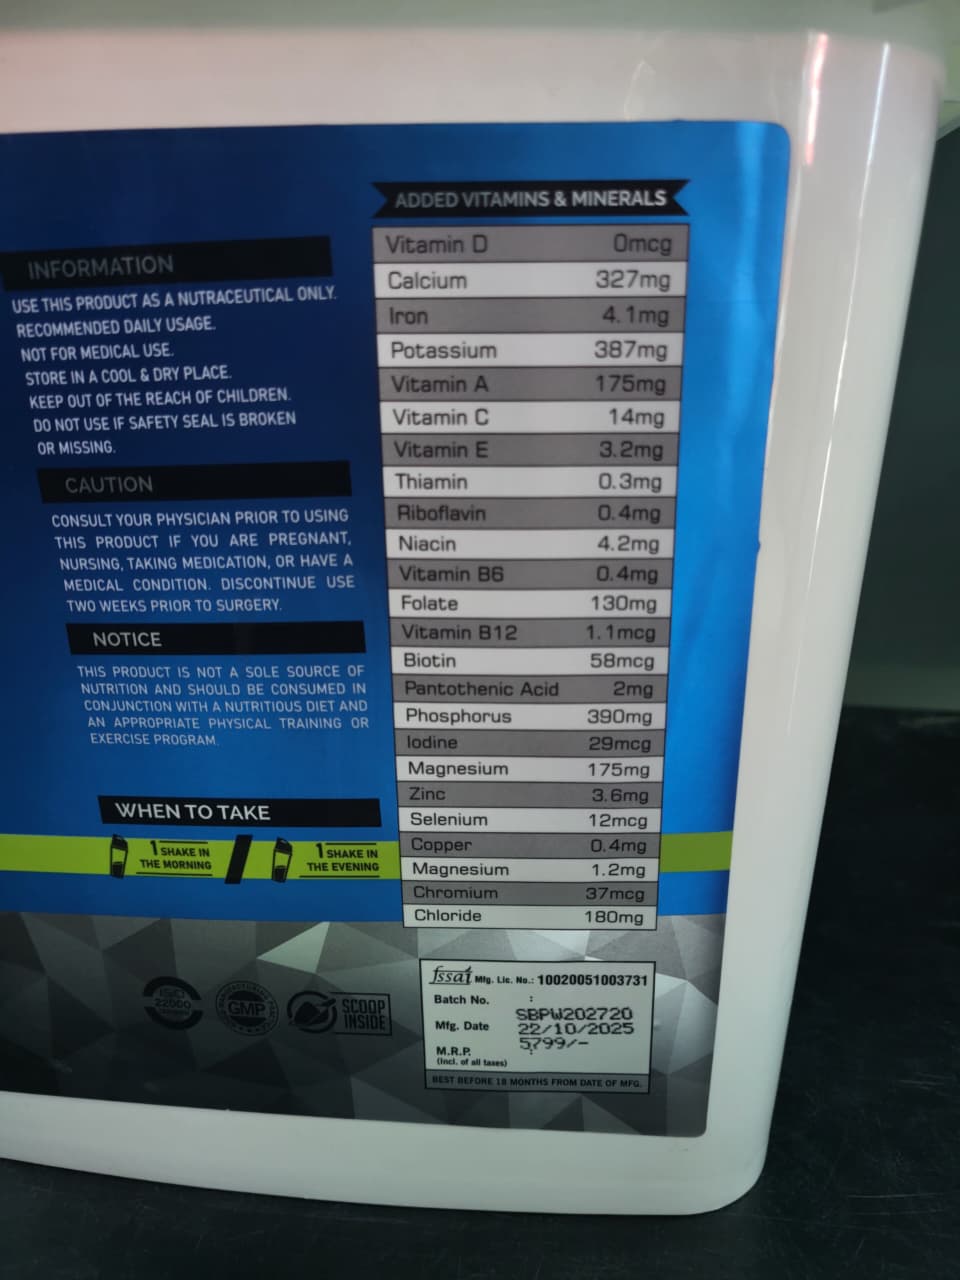 INFORMATION
USE THIS PRODUCT AS A NUTRACEUTICAL ONLY.
RECOMMENDED DAILY USAGE.
NOT FOR MEDICAL USE.
STORE IN A COOL & DRY PLACE.
KEEP OUT OF THE REACH OF CHILDREN.
DO NOT USE IF SAFETY SEAL IS BROKEN
OR MISSING.
CAUTION
CONSULT YOUR PHYSICIAN PRIOR TO USING
THIS PRODUCT IF YOU ARE PREGNANT,
NURSING, TAKING MEDICATION, OR HAVE A
MEDICAL CONDITION. DISCONTINUE USE
TWO WEEKS PRIOR TO SURGERY.
NOTICE
THIS PRODUCT IS NOT A SOLE SOURCE OF
NUTRITION AND SHOULD BE CONSUMED IN
CONJUNCTION WITH A NUTRITIOUS DIET AND
AN APPROPRIATE PHYSICAL TRAINING OR
EXERCISE PROGRAM.
WHEN TO TAKE
1 SHAKE IN
THE MORNING
1 SHAKE IN
THE EVENING
ISO
22000
GMP
SCOOP
INSIDE
ADDED VITAMINS & MINERALS
Vitamin D 0mcg
Calcium 327mg
Iron 4.1mg
Potassium 387mg
Vitamin A 175mg
Vitamin C 14mg
Vitamin E 3.2mg
Thiamin 0.3mg
Riboflavin 0.4mg
Niacin 4.2mg
Vitamin B6 0.4mg
Folate 130mg
Vitamin B12 1.1mcg
Biotin 58mcg
Pantothenic Acid 2mg
Phosphorus 390mg
Iodine 29mcg
Magnesium 175mg
Zinc 3.6mg
Selenium 12mcg
Copper 0.4mg
Magnesium 1.2mg
Chromium 37mcg
Chloride 180mg
fssai Mfg. Lic. No.: 10020051003731
Batch No. : SBPW202720
Mfg. Date 22/10/2025
M.R.P. : 5799/-
(Incl. of all taxes)
BEST BEFORE 18 MONTHS FROM DATE OF MFG.